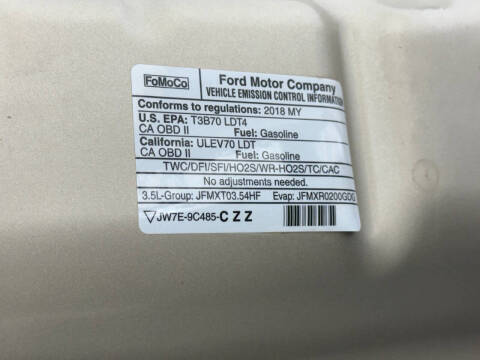 FoMoCo
Ford Motor Company
VEHICLE EMISSION CONTROL INFORMATION
Conforms to regulations: 2018 MY
U.S. EPA: T3B70 LDT4
CA OBD II Fuel: Gasoline
California: ULEV70 LDT
CA OBD II Fuel: Gasoline
TWC/DFI/SFI/HO2S/WR-HO2S/TC/CAC
No adjustments needed.
3.5L-Group: JFMXT03.54HF Evap: JFMXR0200GDG
JW7E-9C485-CZZ